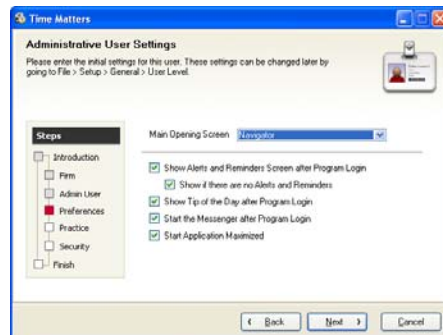 Time Matters
Administrative User Settings
Please enter the initial settings for this user. These settings can be changed later by
going to File > Setup > General > User Level.
Steps
Introduction
Firm
Admin User
Preferences
Practice
Security
Finish
Main Opening Screen Navigator
Show Alerts and Reminders Screen after Program Login
Show if there are no Alerts and Reminders
Show Tip of the Day after Program Login
Start the Messenger after Program Login
Start Application Maximized
Back
Next
Cancel